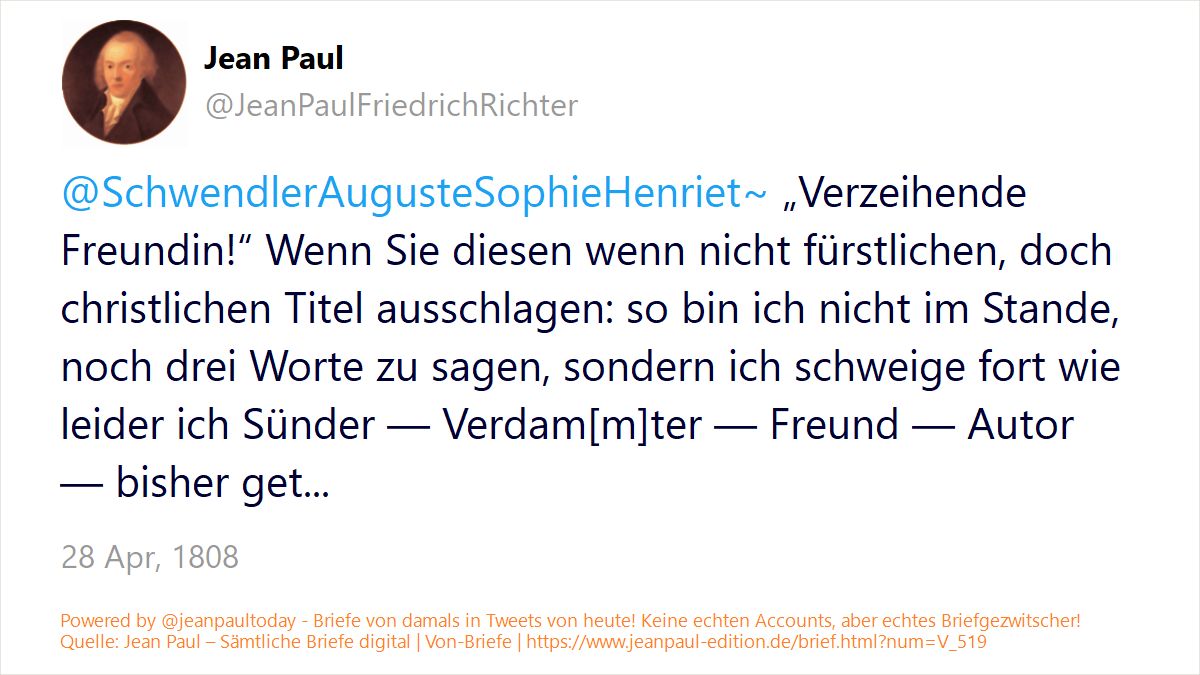 Jean Paul
@JeanPaulFriedrichRichter
@SchwendlerAugusteSophieHenriet~ „Verzeihende
Freundin!“ Wenn Sie diesen wenn nicht fürstlichen, doch
christlichen Titel ausschlagen: so bin ich nicht im Stande,
noch drei Worte zu sagen, sondern ich schweige fort wie
leider ich Sünder — Verdam[m]ter — Freund — Autor
— bisher get...
28 Apr, 1808
Powered by @jeanpaultoday - Briefe von damals in Tweets von heute! Keine echten Accounts, aber echtes Briefgezwitscher!
Quelle: Jean Paul – Sämtliche Briefe digital | Von-Briefe | https://www.jeanpaul-edition.de/brief.html?num=V_519